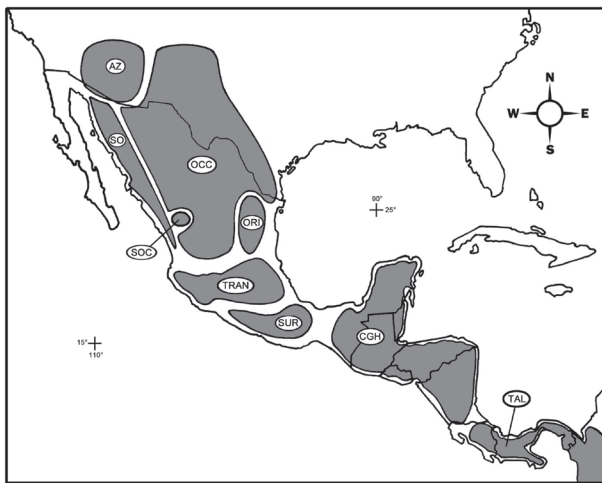 AZ
N
W E
S
SO
OCC
90°
25°
ORI
SOC
TRAN
SUR
15°
110°
CGH
TAL